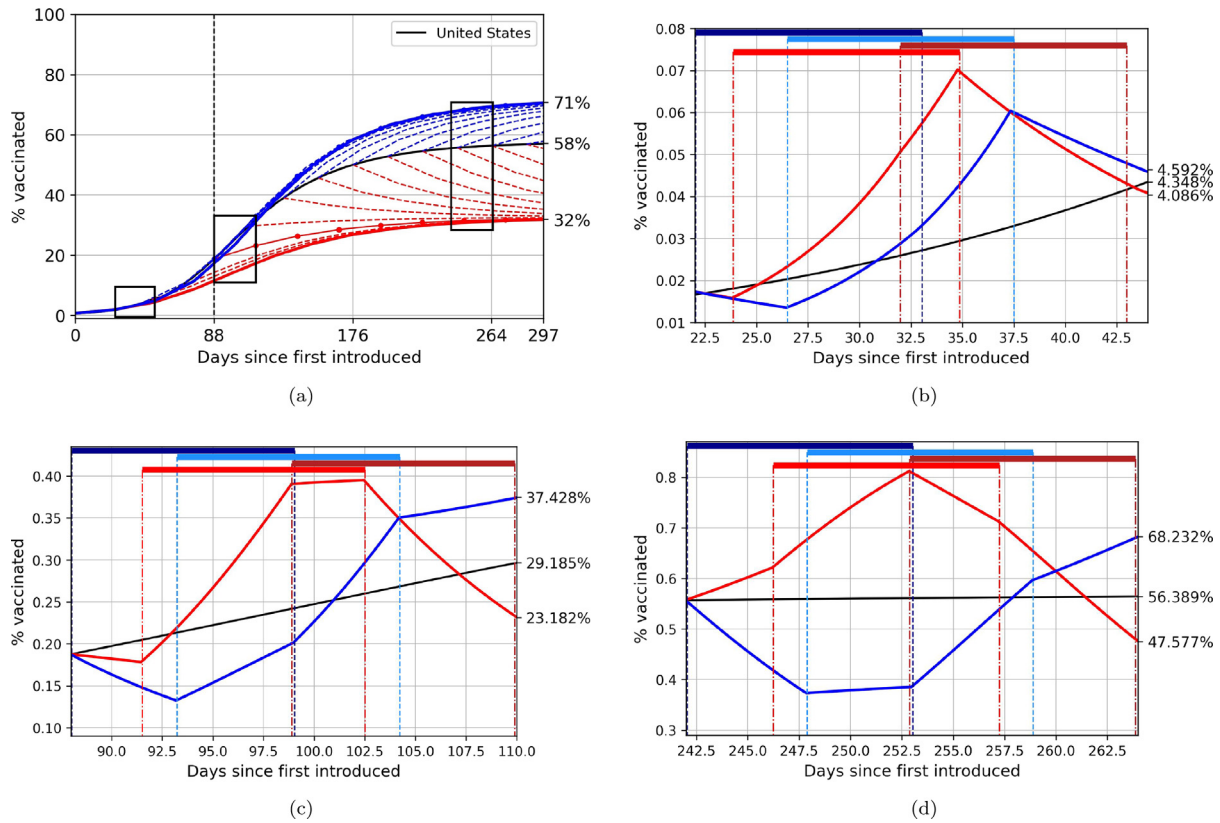 100
80
60
40
20
0
% vaccinated
United States
71%
58%
32%
0 88 176 264 297
Days since first introduced
(a)
0.08
0.07
0.06
0.05
0.04
0.03
0.02
0.01
% vaccinated
4.592%
4.348%
4.086%
22.5 25.0 27.5 30.0 32.5 35.0 37.5 40.0 42.5
Days since first introduced
(b)
0.40
0.35
0.30
0.25
0.20
0.15
0.10
% vaccinated
37.428%
29.185%
23.182%
90.0 92.5 95.0 97.5 100.0 102.5 105.0 107.5 110.0
Days since first introduced
(c)
0.8
0.7
0.6
0.5
0.4
0.3
% vaccinated
68.232%
56.389%
47.577%
242.5 245.0 247.5 250.0 252.5 255.0 257.5 260.0 262.5
Days since first introduced
(d)